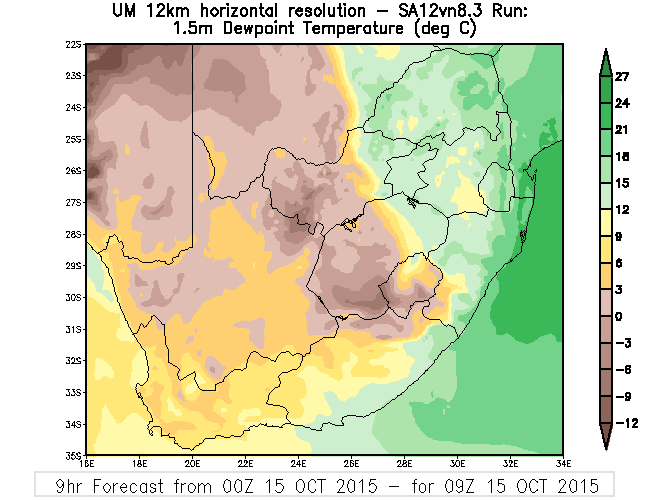 UM 12km horizontal resolution - SA12vn8.3 Run:
1.5m Dewpoint Temperature (deg C)
22S
23S
24S
25S
26S
27S
28S
29S
30S
31S
32S
33S
34S
35S
16E 18E 20E 22E 24E 26E 28E 30E 32E 34E
27
24
21
18
15
12
9
6
3
0
-3
-6
-9
-12
9hr Forecast from 00Z 15 OCT 2015 - for 09Z 15 OCT 2015